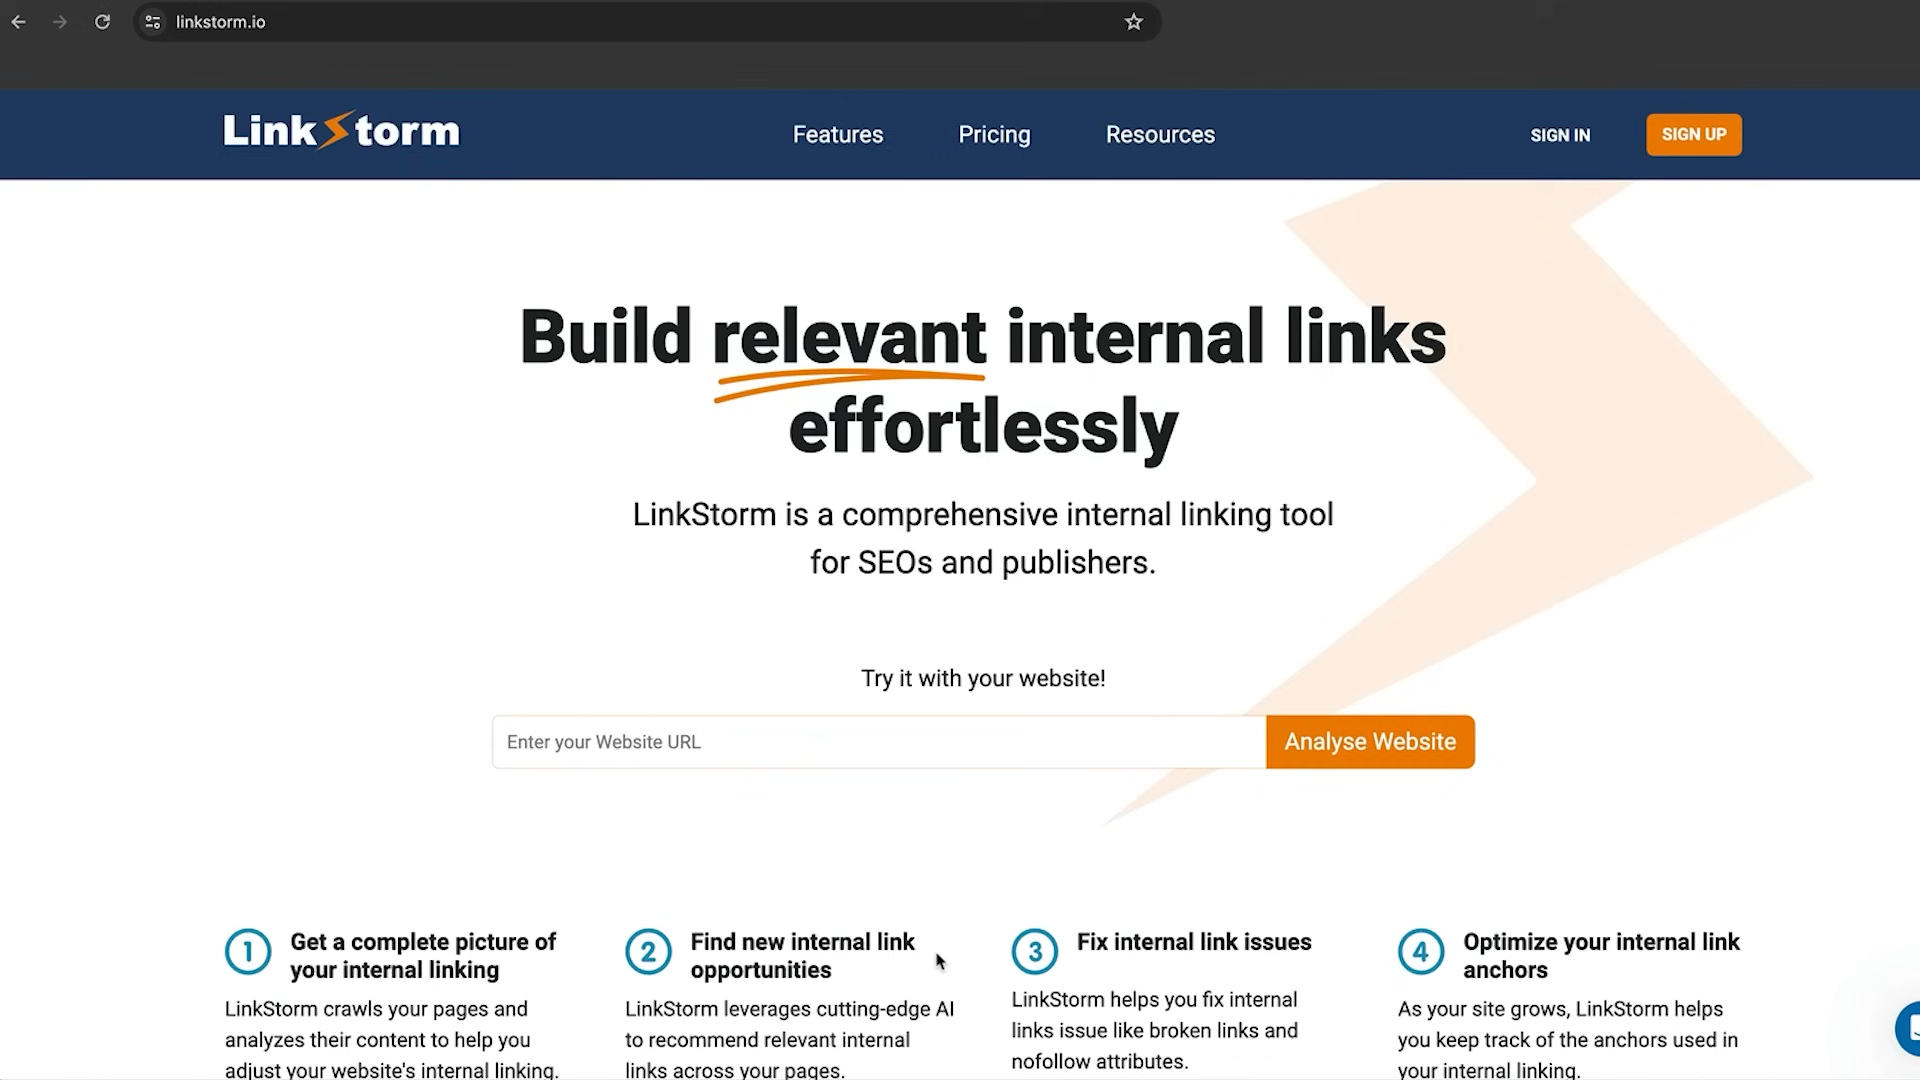 linkstorm.io
LinkStorm
Features
Pricing
Resources
SIGN IN
SIGN UP
Build relevant internal links
effortlessly
LinkStorm is a comprehensive internal linking tool
for SEOs and publishers.
Try it with your website!
Enter your Website URL
Analyse Website
1
Get a complete picture of
your internal linking
LinkStorm crawls your pages and
analyzes their content to help you
adjust your website's internal linking.
2
Find new internal link
opportunities
LinkStorm leverages cutting-edge AI
to recommend relevant internal
links across your pages.
3
Fix internal link issues
LinkStorm helps you fix internal
links issue like broken links and
nofollow attributes.
4
Optimize your internal link
anchors
As your site grows, LinkStorm helps
you keep track of the anchors used in
your internal linking.